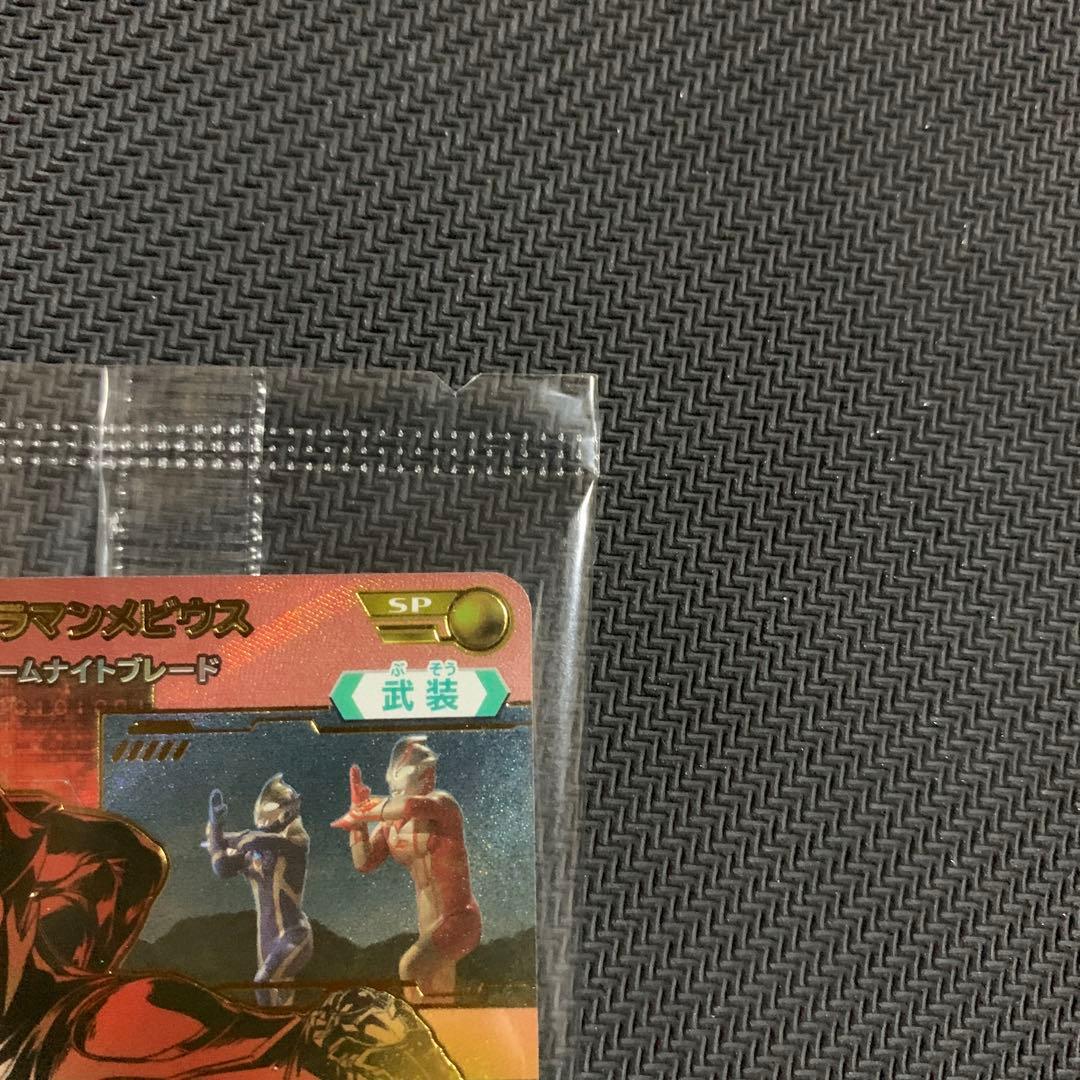 ラマンメビウス
ームナイトブレード
SP
ぶ そう
武装